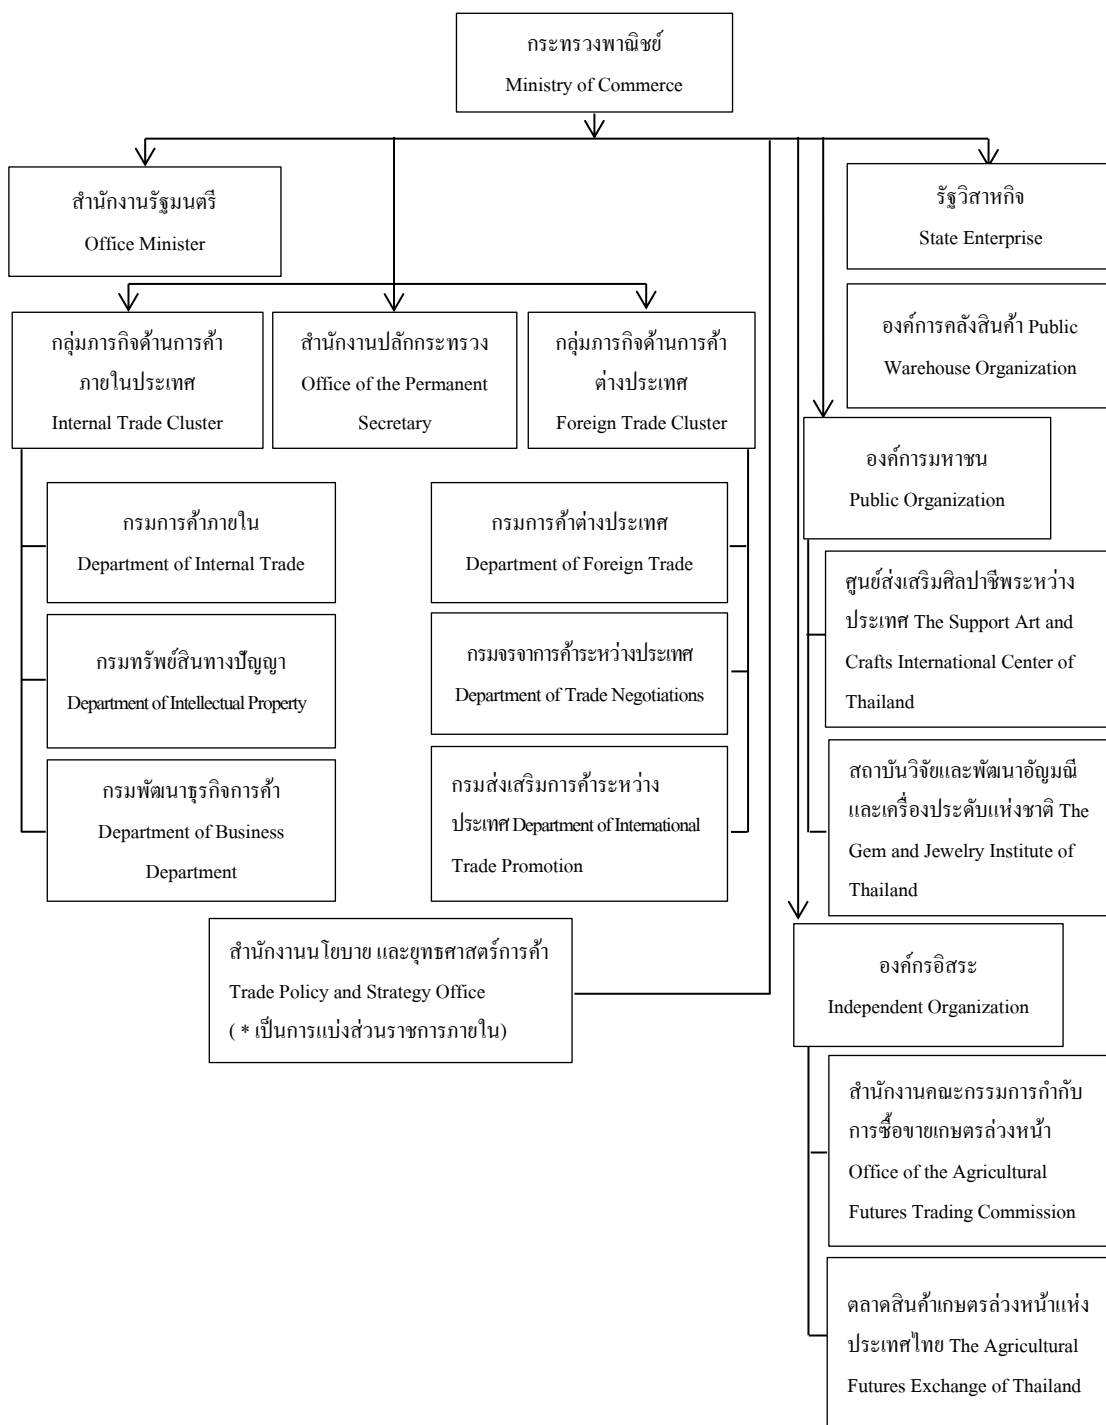 กระทรวงพาณิชย์
Ministry of Commerce
สำนักงานรัฐมนตรี
Office Minister
รัฐวิสาหกิจ
State Enterprise
องค์การคลังสินค้า Public
Warehouse Organization
กลุ่มภารกิจด้านการค้า
ภายในประเทศ
Internal Trade Cluster
สำนักงานปลักกระทรวง
Office of the Permanent
Secretary
กลุ่มภารกิจด้านการค้า
ต่างประเทศ
Foreign Trade Cluster
องค์การมหาชน
Public Organization
กรมการค้าภายใน
Department of Internal Trade
กรมการค้าต่างประเทศ
Department of Foreign Trade
ศูนย์ส่งเสริมศิลปาชีพระหว่าง
ประเทศ The Support Art and
Crafts International Center of
Thailand
กรมทรัพย์สินทางปัญญา
Department of Intellectual Property
กรมจรจาการค้าระหว่างประเทศ
Department of Trade Negotiations
สถาบันวิจัยและพัฒนาอัญมณี
และเครื่องประดับแห่งชาติ The
Gem and Jewelry Institute of
Thailand
กรมพัฒนาธุรกิจการค้า
Department of Business
Department
กรมส่งเสริมการค้าระหว่าง
ประเทศ Department of International
Trade Promotion
สำนักงานนโยบาย และยุทธศาสตร์การค้า
Trade Policy and Strategy Office
( * เป็นการแบ่งส่วนราชการภายใน)
องค์กรอิสระ
Independent Organization
สำนักงานคณะกรรมการกำกับ
การซื้อขายเกษตรล่วงหน้า
Office of the Agricultural
Futures Trading Commission
ตลาดสินค้าเกษตรล่วงหน้าแห่ง
ประเทศไทย The Agricultural
Futures Exchange of Thailand